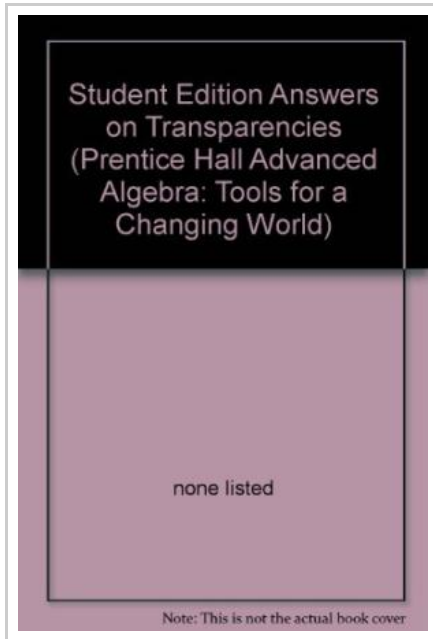 Student Edition Answers
on Transparencies
(Prentice Hall Advanced
Algebra: Tools for a
Changing World)
none listed
Note: This is not the actual book cover